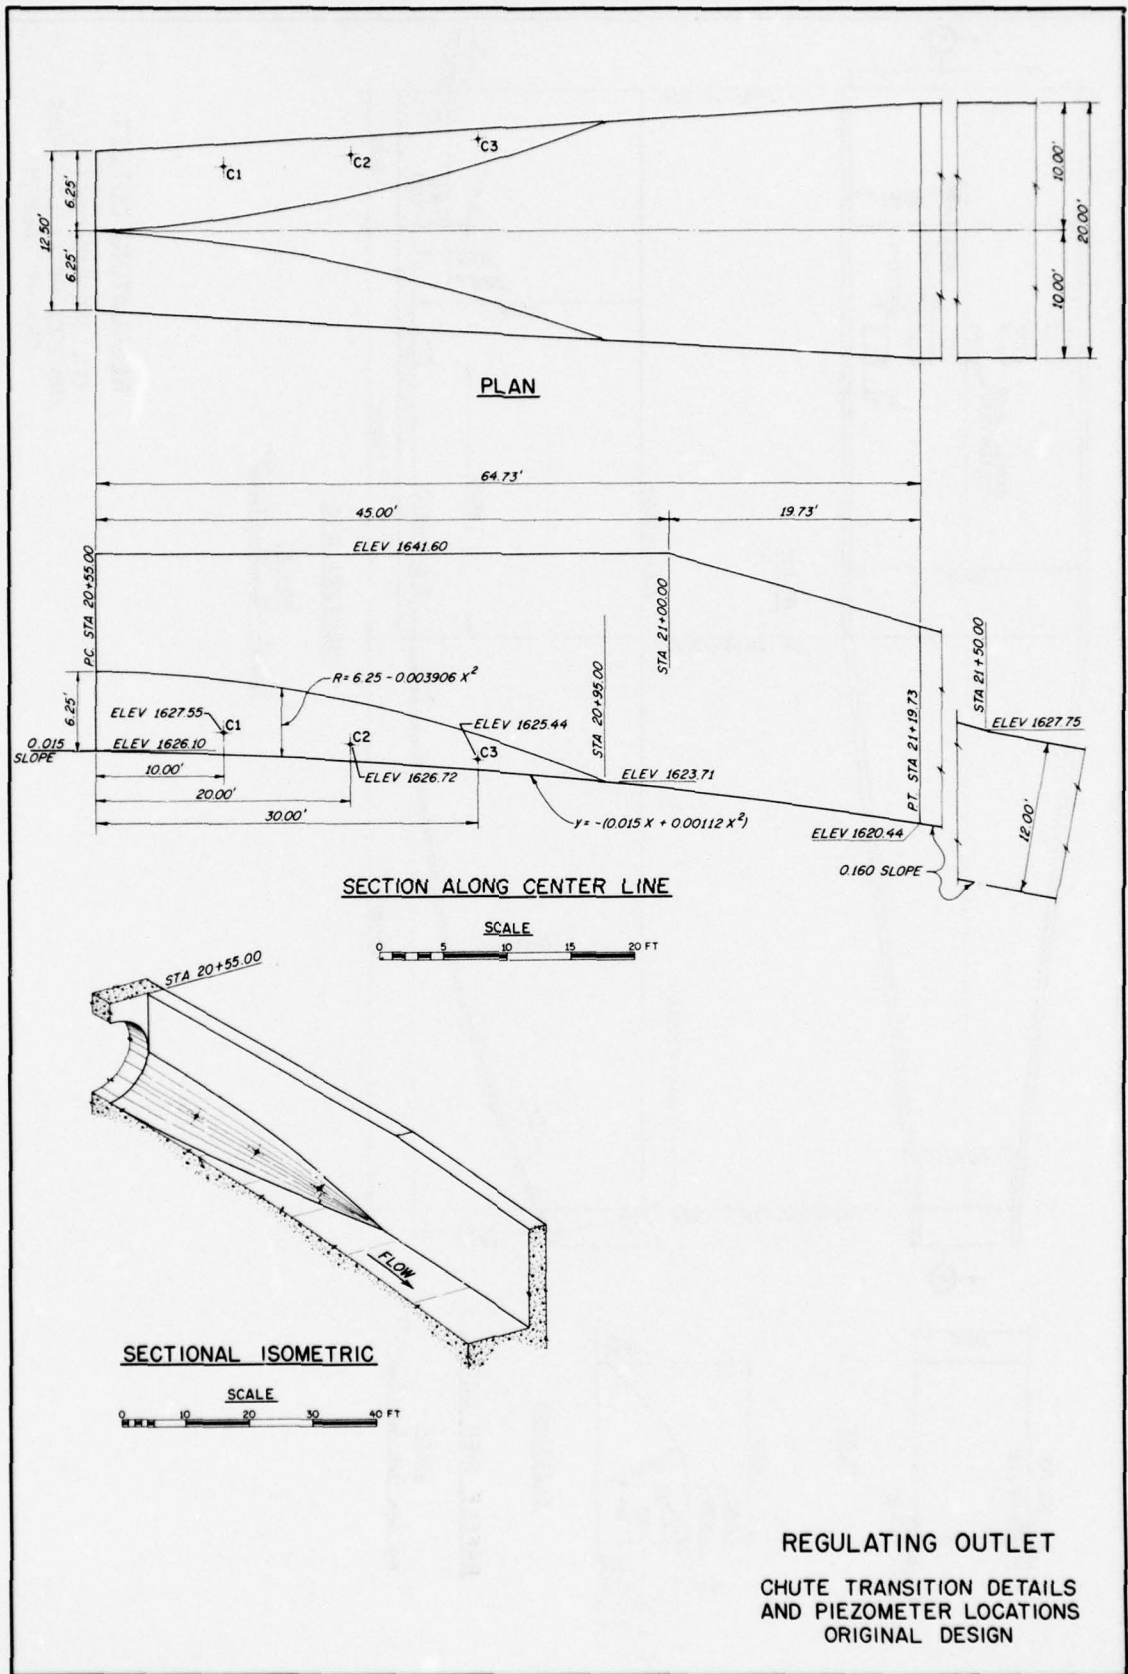 C1
C2
C3
6.25'
12.50'
6.25'
10.00'
20.00'
10.00'
PLAN
64.73'
45.00'
19.73'
ELEV 1641.60
P.C. STA 20+55.00
STA 21+00.00
R= 6.25 - 0.003906 X²
6.25'
ELEV 1627.55
C1
ELEV 1625.44
STA 20+95.00
STA 21+50.00
ELEV 1627.75
0.015
SLOPE
ELEV 1626.10
C2
C3
ELEV 1623.71
P.T. STA 21+19.73
10.00'
ELEV 1626.72
20.00'
30.00'
y = -(0.015 X + 0.00112 X²)
ELEV 1620.44
12.00'
0.160 SLOPE
SECTION ALONG CENTER LINE
SCALE
0 5 10 15 20 FT
STA 20+55.00
FLOW
SECTIONAL ISOMETRIC
SCALE
0 10 20 30 40 FT
REGULATING OUTLET
CHUTE TRANSITION DETAILS
AND PIEZOMETER LOCATIONS
ORIGINAL DESIGN